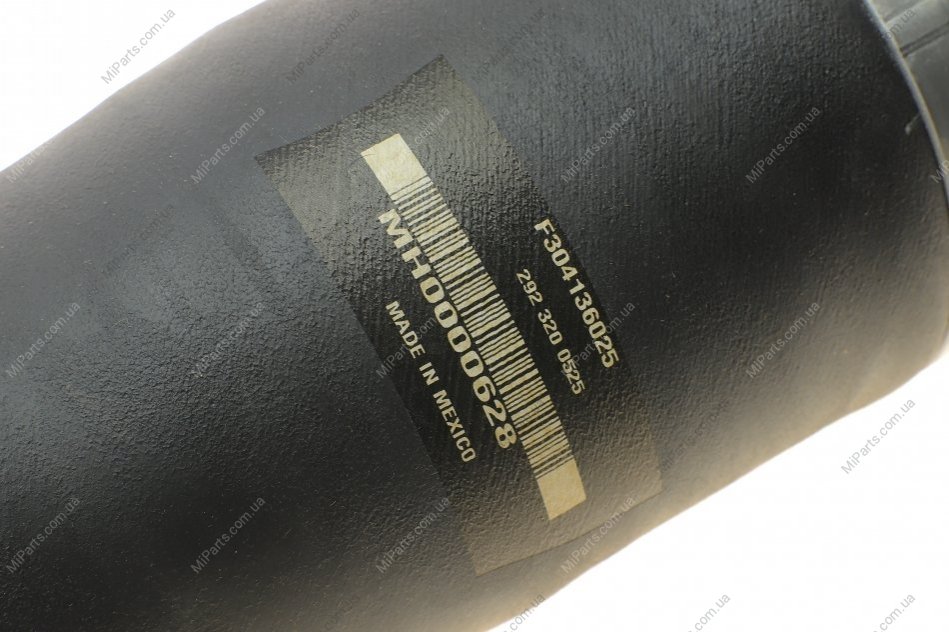 F304136025
292 320 0525
MH0000628
MADE IN MEXICO
MiParts.com.ua